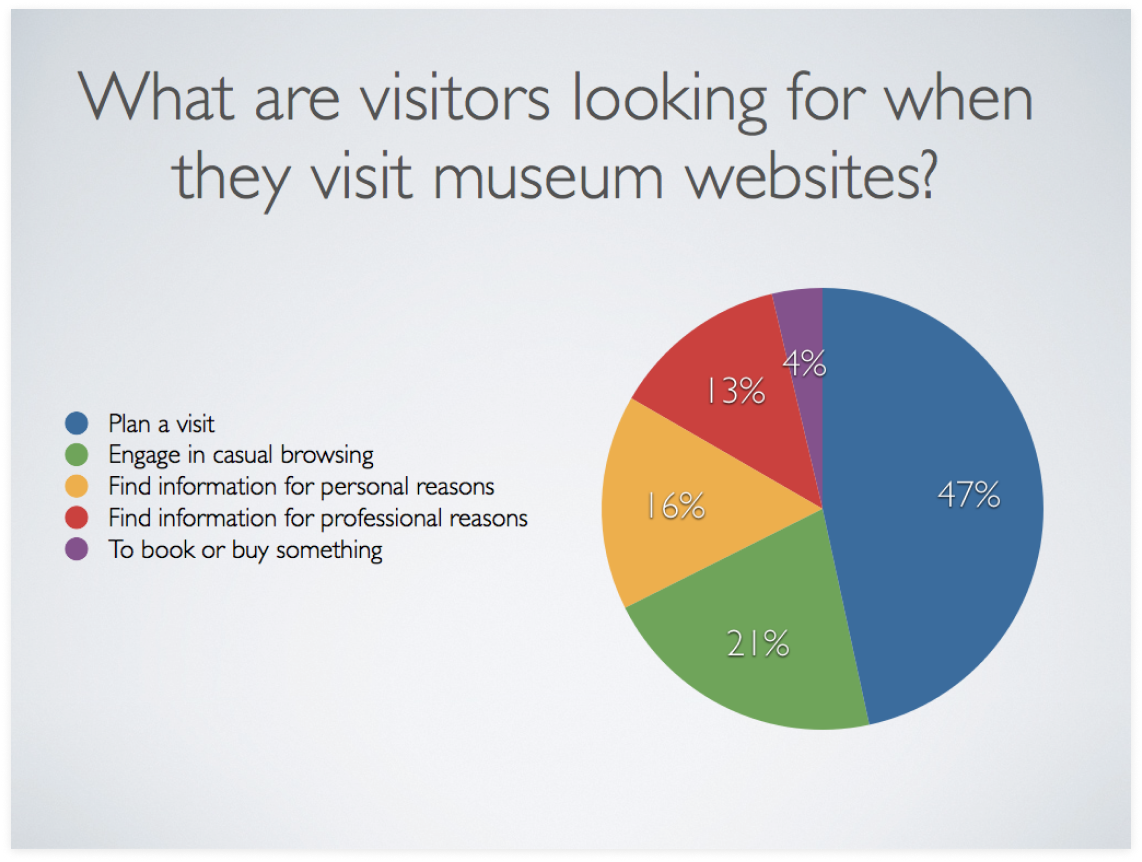 What are visitors looking for when
they visit museum websites?
Plan a visit
Engage in casual browsing
Find information for personal reasons
Find information for professional reasons
To book or buy something
4%
13%
47%
16%
21%